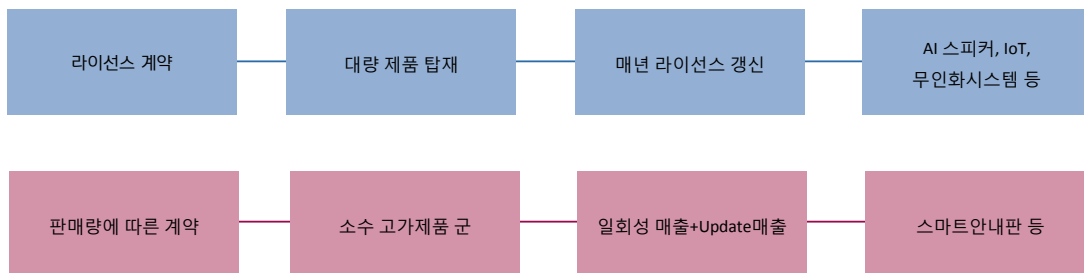 라이선스 계약
대량 제품 탑재
매년 라이선스 갱신
AI 스피커, IoT,
무인화시스템 등
판매량에 따른 계약
소수 고가제품 군
일회성 매출+Update매출
스마트안내판 등